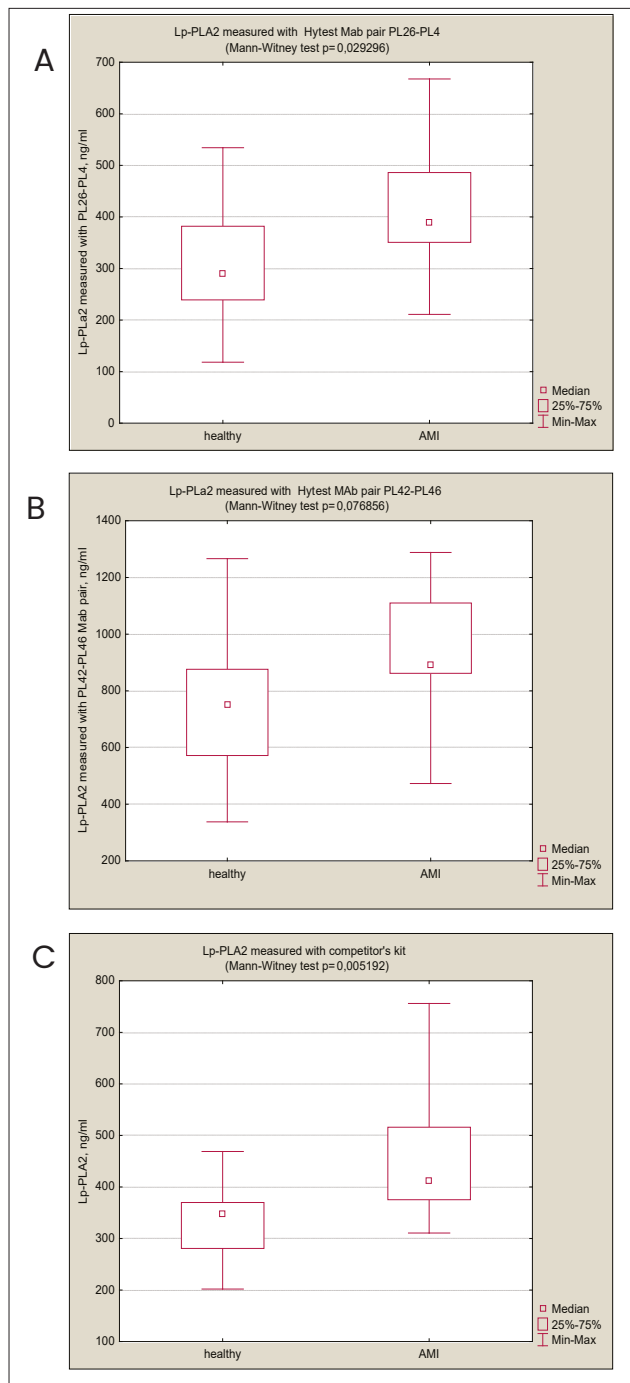 A
Lp-PLA2 measured with Hytest Mab pair PL26-PL4
(Mann-Witney test p=0,029296)
Lp-PLa2 measured with PL26-PL4, ng/ml
700
600
500
400
300
200
100
0
healthy AMI
Median
25%-75%
Min-Max
B
Lp-PLa2 measured with Hytest MAb pair PL42-PL46
(Mann-Witney test p=0,076856)
Lp-PLA2 measured with PL42-PL46 Mab pair, ng/ml
1400
1200
1000
800
600
400
200
healthy AMI
Median
25%-75%
Min-Max
C
Lp-PLA2 measured with competitor's kit
(Mann-Witney test p=0,005192)
Lp-PLA2, ng/ml
800
700
600
500
400
300
200
100
healthy AMI
Median
25%-75%
Min-Max